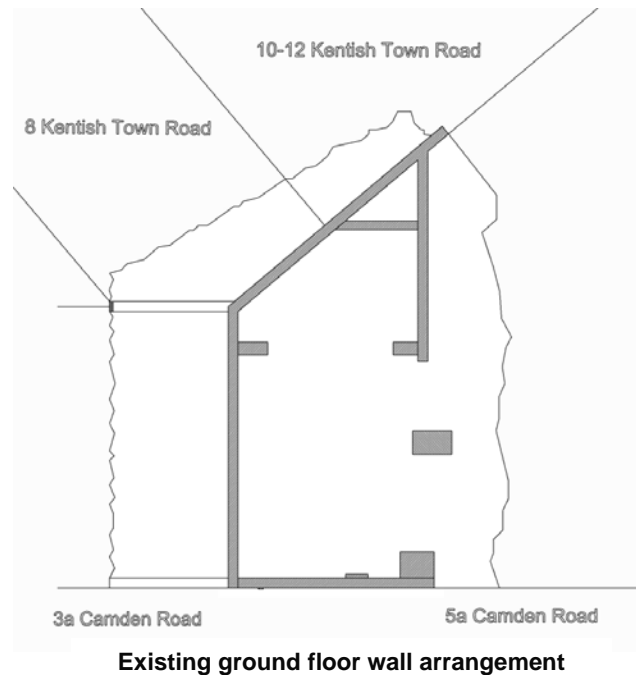 10-12 Kentish Town Road
8 Kentish Town Road
3a Camden Road
5a Camden Road
Existing ground floor wall arrangement